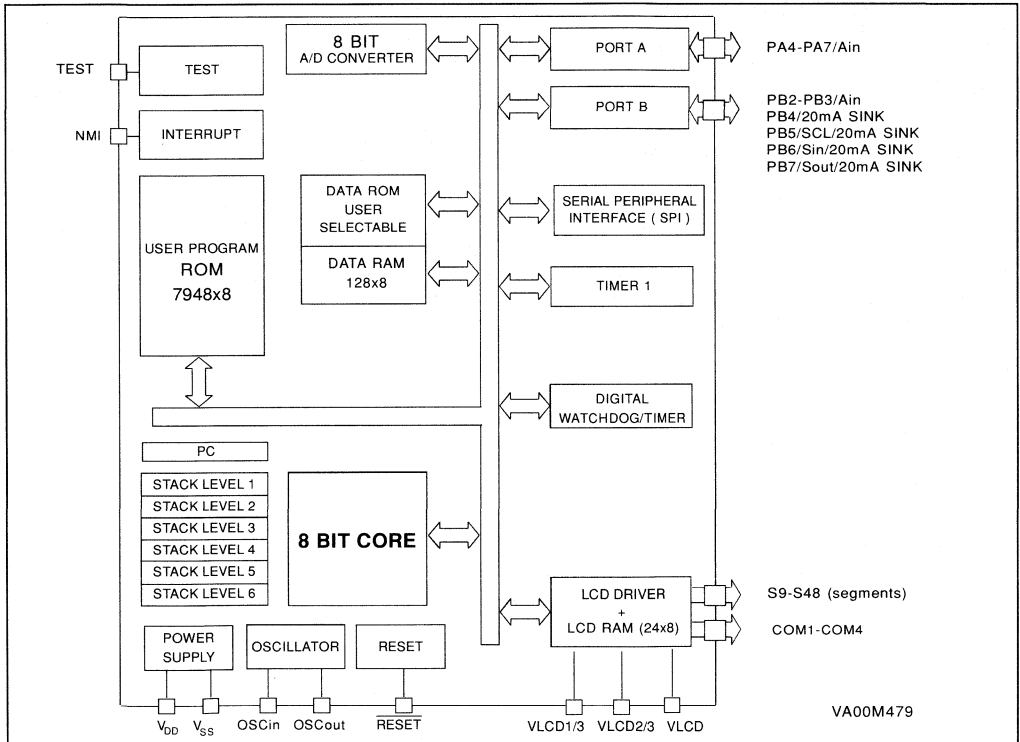 8 BIT
A/D CONVERTER
PORT A
PA4-PA7/Ain
TEST
TEST
PORT B
PB2-PB3/Ain
PB4/20mA SINK
PB5/SCL/20mA SINK
PB6/Sin/20mA SINK
PB7/Sout/20mA SINK
NMI
INTERRUPT
DATA ROM
USER
SELECTABLE
DATA RAM
128x8
SERIAL PERIPHERAL
INTERFACE ( SPI )
USER PROGRAM
ROM
7948x8
TIMER 1
DIGITAL
WATCHDOG/TIMER
PC
STACK LEVEL 1
STACK LEVEL 2
STACK LEVEL 3
STACK LEVEL 4
STACK LEVEL 5
STACK LEVEL 6
8 BIT CORE
LCD DRIVER
+
LCD RAM (24x8)
S9-S48 (segments)
COM1-COM4
POWER
SUPPLY
OSCILLATOR
RESET
VDD
VSS
OSCin
OSCout
RESET
VLCD1/3
VLCD2/3
VLCD
VA00M479